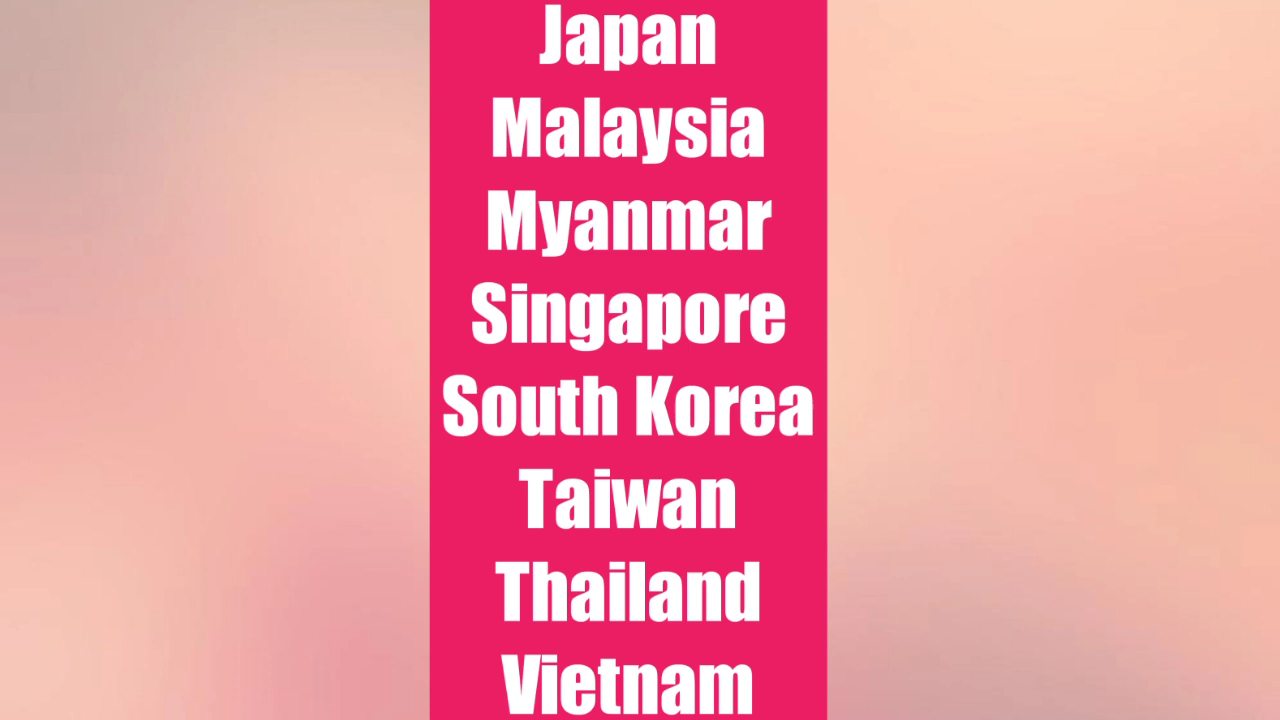 Japan
Malaysia
Myanmar
Singapore
South Korea
Taiwan
Thailand
Vietnam